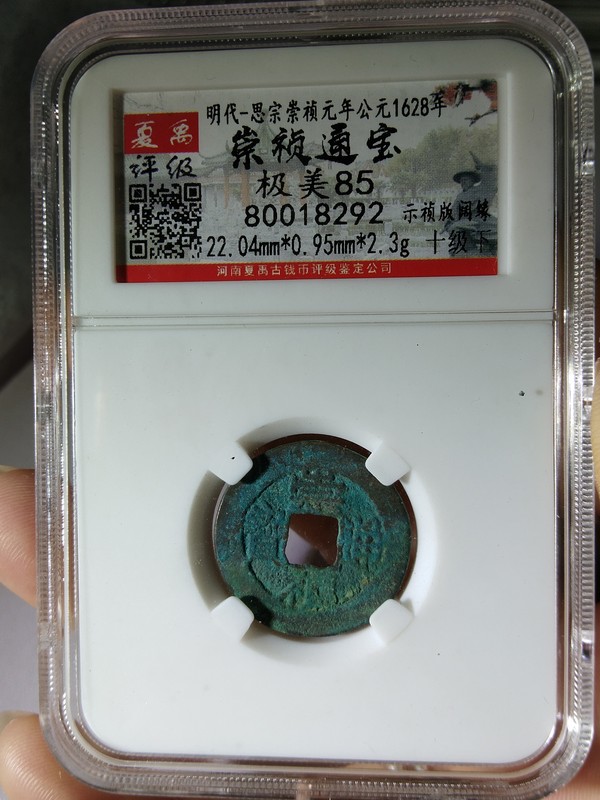 夏禹
评级
明代-思宗崇祯元年公元1628年
崇祯通宝
极美85
80018292 示祯版阔缘
22.04mm*0.95mm*2.3g 十级下
河南夏禹古钱币评级鉴定公司
崇